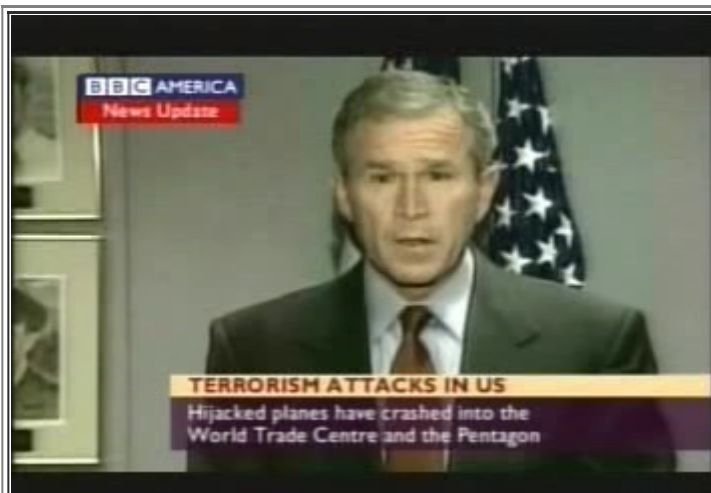 BBC AMERICA
News Update
TERRORISM ATTACKS IN US
Hijacked planes have crashed into the
World Trade Centre and the Pentagon